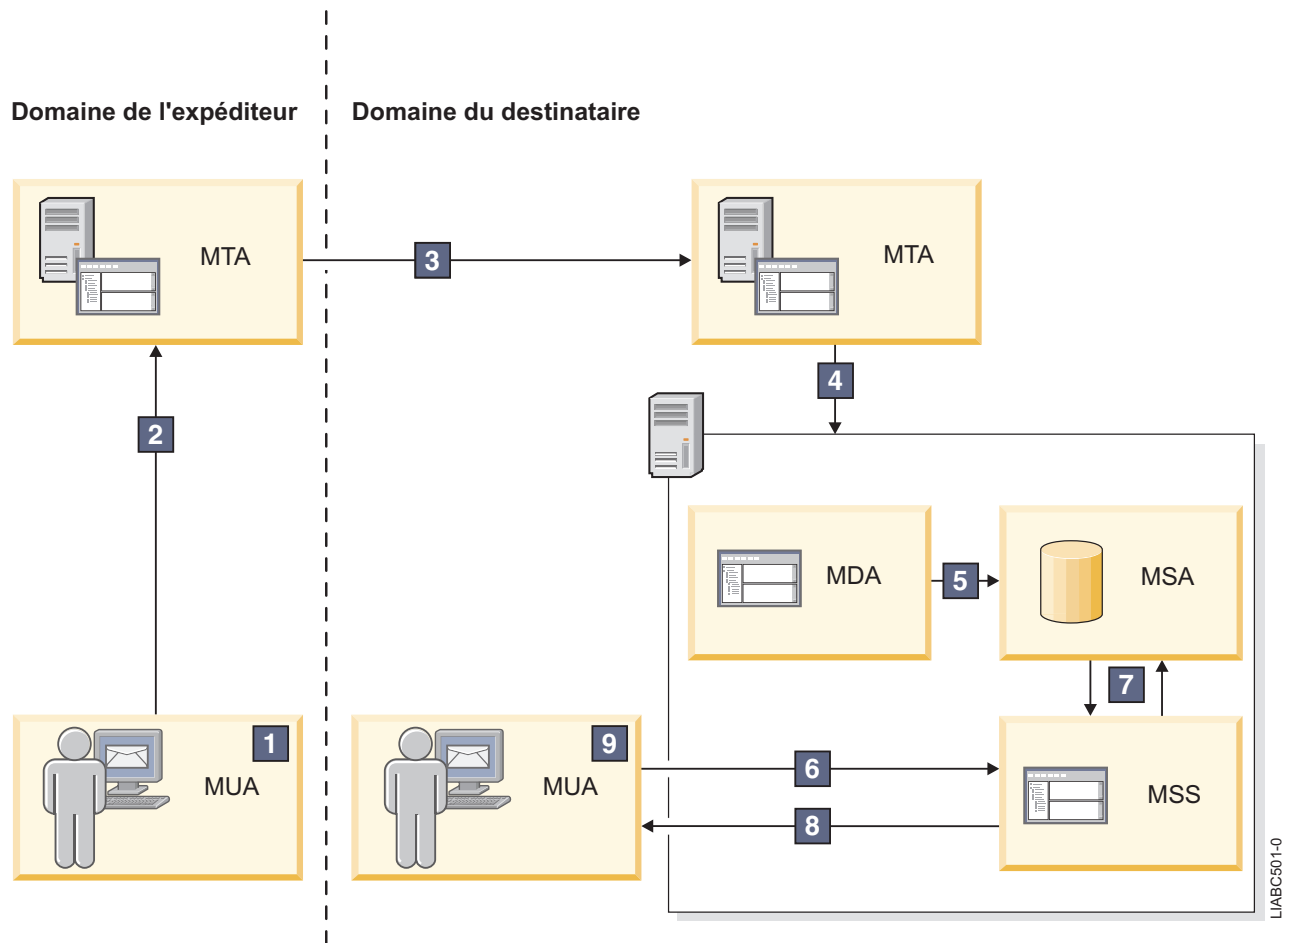 Domaine de l'expéditeur
Domaine du destinataire
MTA
3
MTA
4
2
MDA
5
MSA
7
1
MUA
9
MUA
6
8
MSS
LIABC501-0